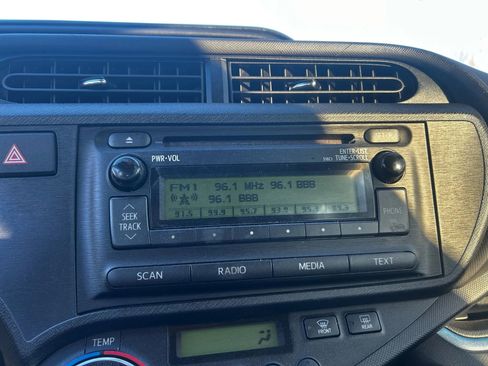 PWR•VOL
ENTER•LIST
TUNE•SCROLL
FM1 96.1 MHz 96.1 BBB
96.1 BBB
SEEK
TRACK
PHONE
SCAN
RADIO
MEDIA
TEXT
TEMP
FRONT
REAR